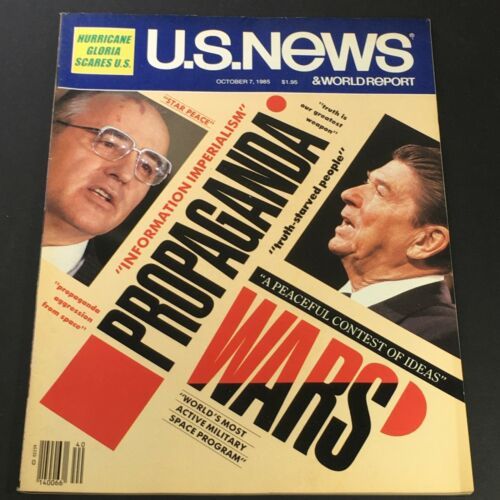 HURRICANE
GLORIA
SCARES U.S.
U.S.NEWS
& WORLD REPORT
OCTOBER 7, 1985 $1.95
"STAR PEACE"
"INFORMATION IMPERIALISM"
PROPAGANDA
WARS
"truth is
our greatest
weapon"
"truth-starved people"
"A PEACEFUL CONTEST OF IDEAS"
"propaganda
aggression
from space"
"WORLD'S MOST
ACTIVE MILITARY
SPACE PROGRAM"
40
140066